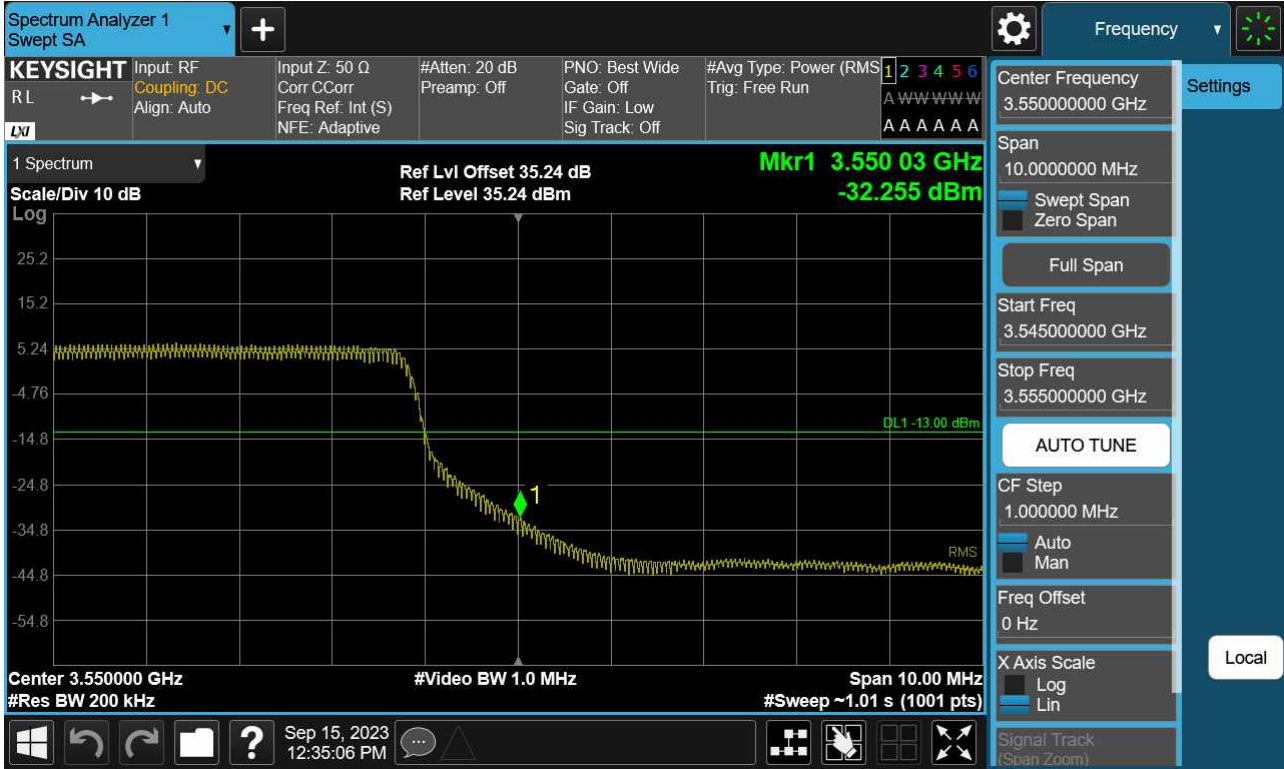 Spectrum Analyzer 1
Swept SA
Frequency
KEYSIGHT
RL
LXI
Input: RF
Coupling: DC
Align: Auto
Input Z: 50 Ω
Corr CCorr
Freq Ref: Int (S)
NFE: Adaptive
#Atten: 20 dB
Preamp: Off
PNO: Best Wide
Gate: Off
IF Gain: Low
Sig Track: Off
#Avg Type: Power (RMS
Trig: Free Run
1 2 3 4 5 6
A W W W W W
A A A A A A
1 Spectrum
Scale/Div 10 dB
Log
Ref Lvl Offset 35.24 dB
Ref Level 35.24 dBm
Mkr1 3.550 03 GHz
-32.255 dBm
25.2
15.2
5.24
-4.76
-14.8
-24.8
-34.8
-44.8
-54.8
DL1 -13.00 dBm
1
RMS
Center 3.550000 GHz
#Res BW 200 kHz
#Video BW 1.0 MHz
Span 10.00 MHz
#Sweep ~1.01 s (1001 pts)
Sep 15, 2023
12:35:06 PM
Center Frequency
3.550000000 GHz
Span
10.0000000 MHz
Swept Span
Zero Span
Full Span
Start Freq
3.545000000 GHz
Stop Freq
3.555000000 GHz
AUTO TUNE
CF Step
1.000000 MHz
Auto
Man
Freq Offset
0 Hz
X Axis Scale
Log
Lin
Signal Track
(Span Zoom)
Settings
Local